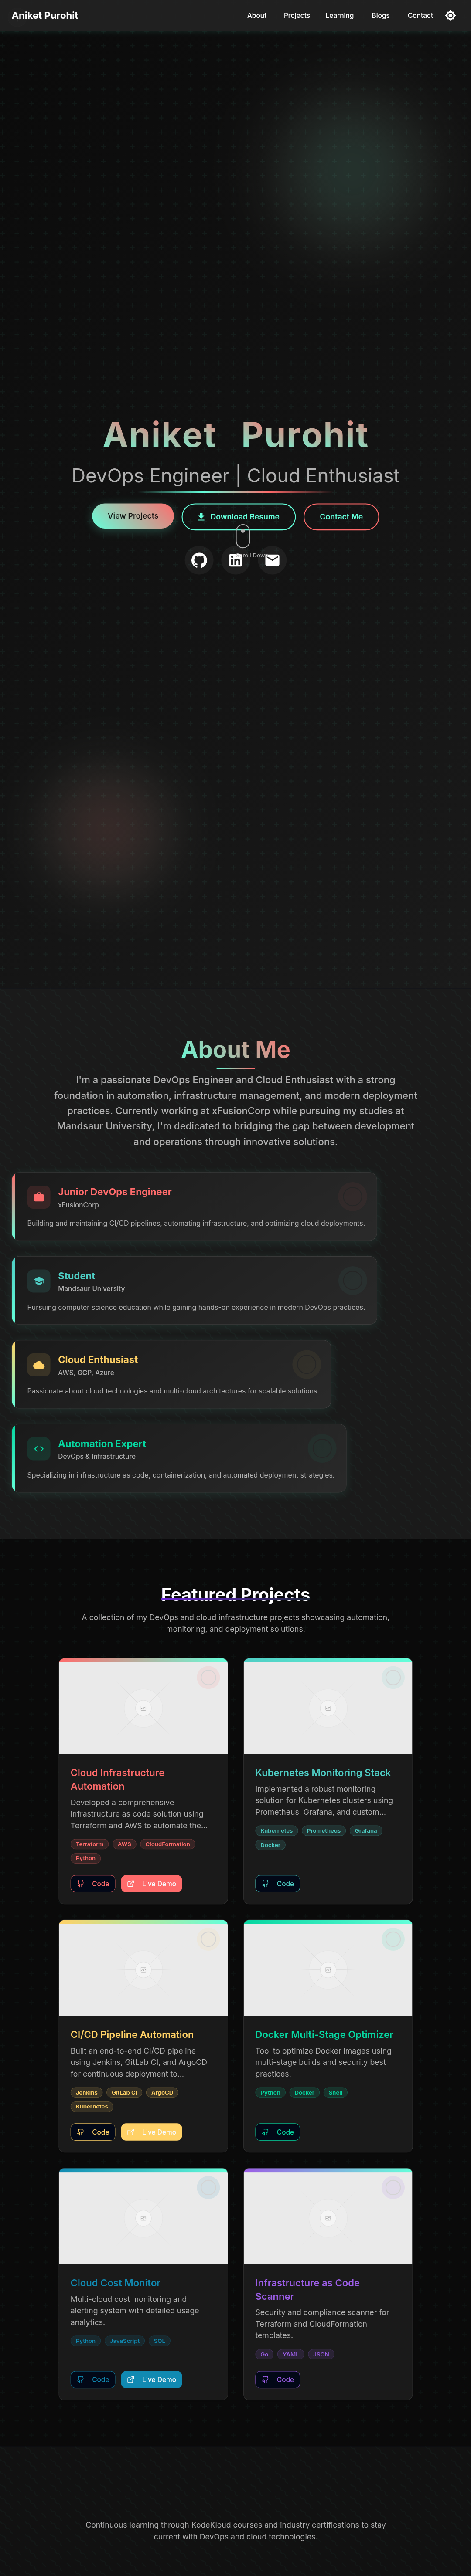 Aniket Purohit
About Projects Learning Blogs Contact
Aniket Purohit
DevOps Engineer | Cloud Enthusiast
View Projects Download Resume Contact Me
About Me
I'm a passionate DevOps Engineer and Cloud Enthusiast with a strong
foundation in automation, infrastructure management, and modern deployment
practices. Currently working at xFusionCorp while pursuing my studies at
Mandsaur University, I'm dedicated to bridging the gap between development
and operations through innovative solutions.
Junior DevOps Engineer
xFusionCorp
Building and maintaining CI/CD pipelines, automating infrastructure, and optimizing cloud deployments.
Student
Mandsaur University
Pursuing computer science education while gaining hands-on experience in modern DevOps practices.
Cloud Enthusiast
AWS, GCP, Azure
Passionate about cloud technologies and multi-cloud architectures for scalable solutions.
Automation Expert
DevOps & Infrastructure
Specializing in infrastructure as code, containerization, and automated deployment strategies.
Featured Projects
A collection of my DevOps and cloud infrastructure projects showcasing automation,
monitoring, and deployment solutions.
Cloud Infrastructure
Automation
Developed a comprehensive
infrastructure as code solution using
Terraform and AWS to automate the...
Terraform AWS CloudFormation
Python
Code Live Demo
Kubernetes Monitoring Stack
Implemented a robust monitoring
solution for Kubernetes clusters using
Prometheus, Grafana, and custom...
Kubernetes Prometheus Grafana
Docker
Code
CI/CD Pipeline Automation
Built an end-to-end CI/CD pipeline
using Jenkins, GitLab CI, and ArgoCD
for continuous deployment to...
Jenkins GitLab CI ArgoCD
Kubernetes
Code Live Demo
Docker Multi-Stage Optimizer
Tool to optimize Docker images using
multi-stage builds and security best
practices.
Python Docker Shell
Code
Cloud Cost Monitor
Multi-cloud cost monitoring and
alerting system with detailed usage
analytics.
Python JavaScript SQL
Code Live Demo
Infrastructure as Code
Scanner
Security and compliance scanner for
Terraform and CloudFormation
templates.
Go YAML JSON
Code
Continuous learning through KodeKloud courses and industry certifications to stay
current with DevOps and cloud technologies.